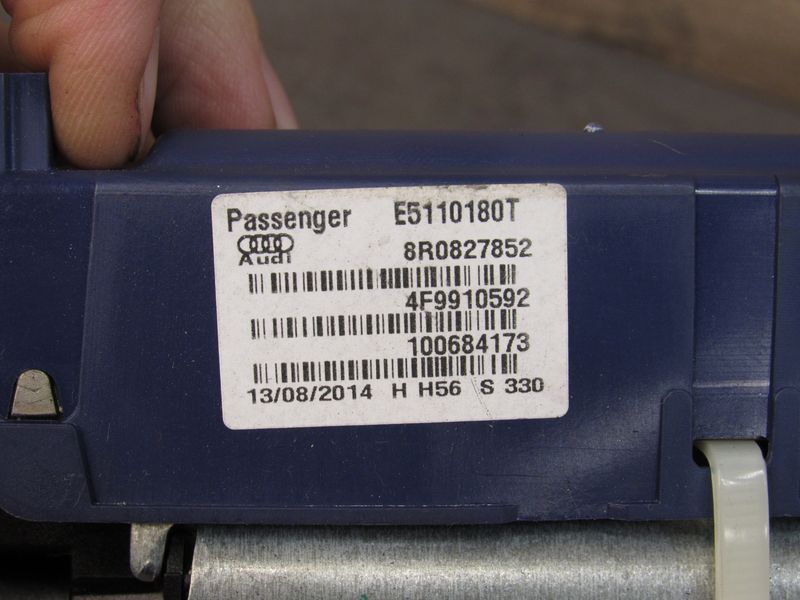 Passenger E5110180T
Audi 8R0827852
4F9910592
100684173
13/08/2014 H H56 S 330